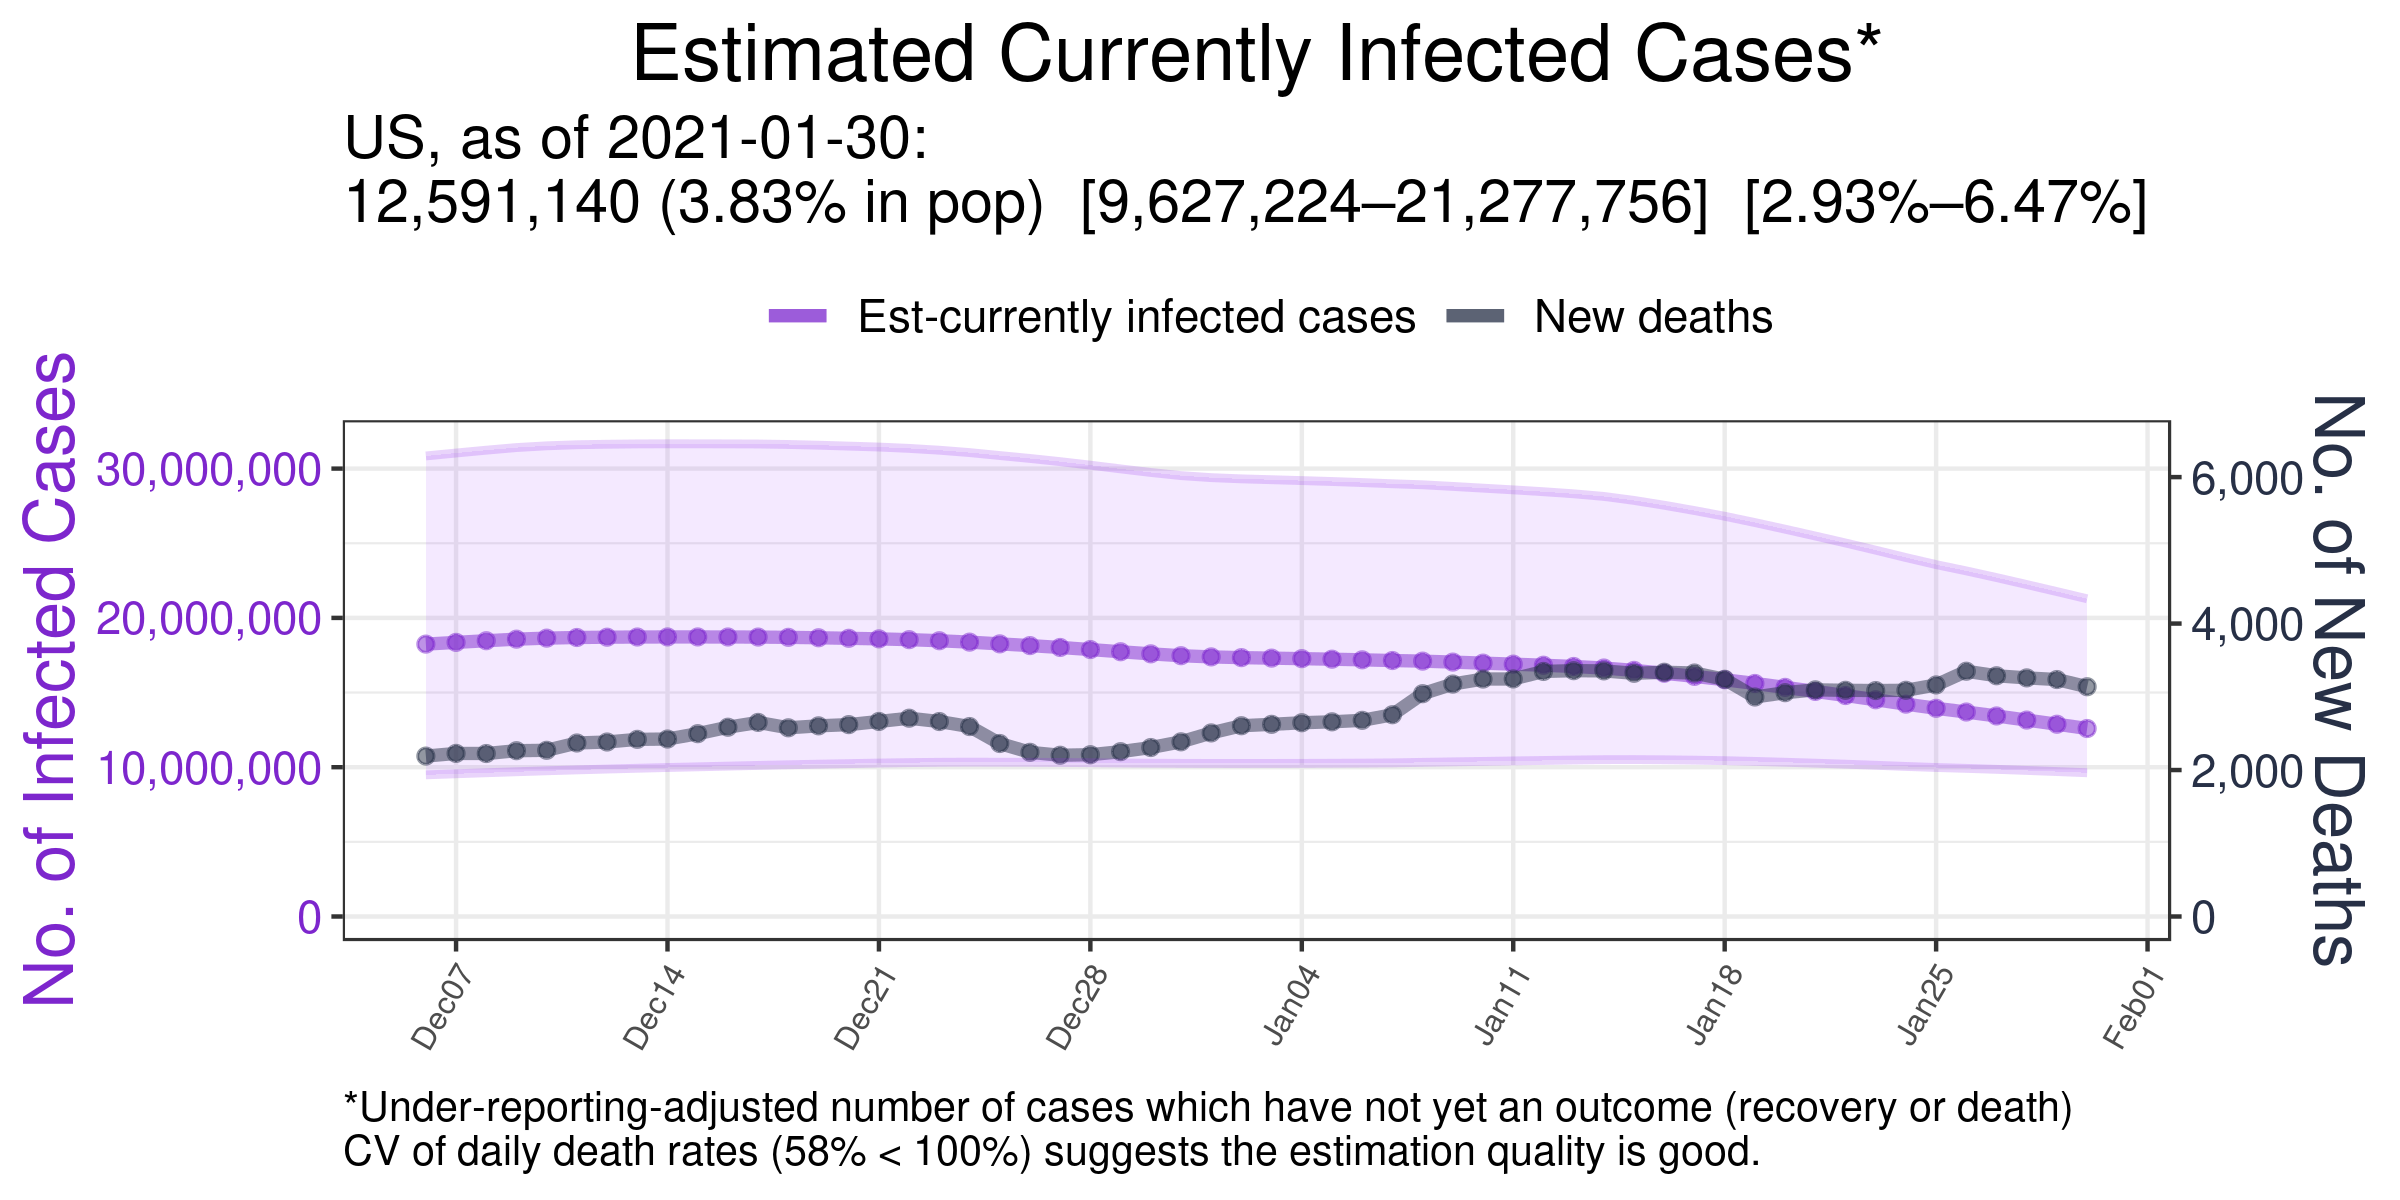 Estimated Currently Infected Cases*
US, as of 2021-01-30:
12,591,140 (3.83% in pop)  [9,627,224–21,277,756]  [2.93%–6.47%]
Est-currently infected cases
New deaths
No. of Infected Cases
30,000,000
20,000,000
10,000,000
0
6,000
4,000
2,000
0
No. of New Deaths
Dec07
Dec14
Dec21
Dec28
Jan04
Jan11
Jan18
Jan25
Feb01
*Under-reporting-adjusted number of cases which have not yet an outcome (recovery or death)
CV of daily death rates (58% < 100%) suggests the estimation quality is good.